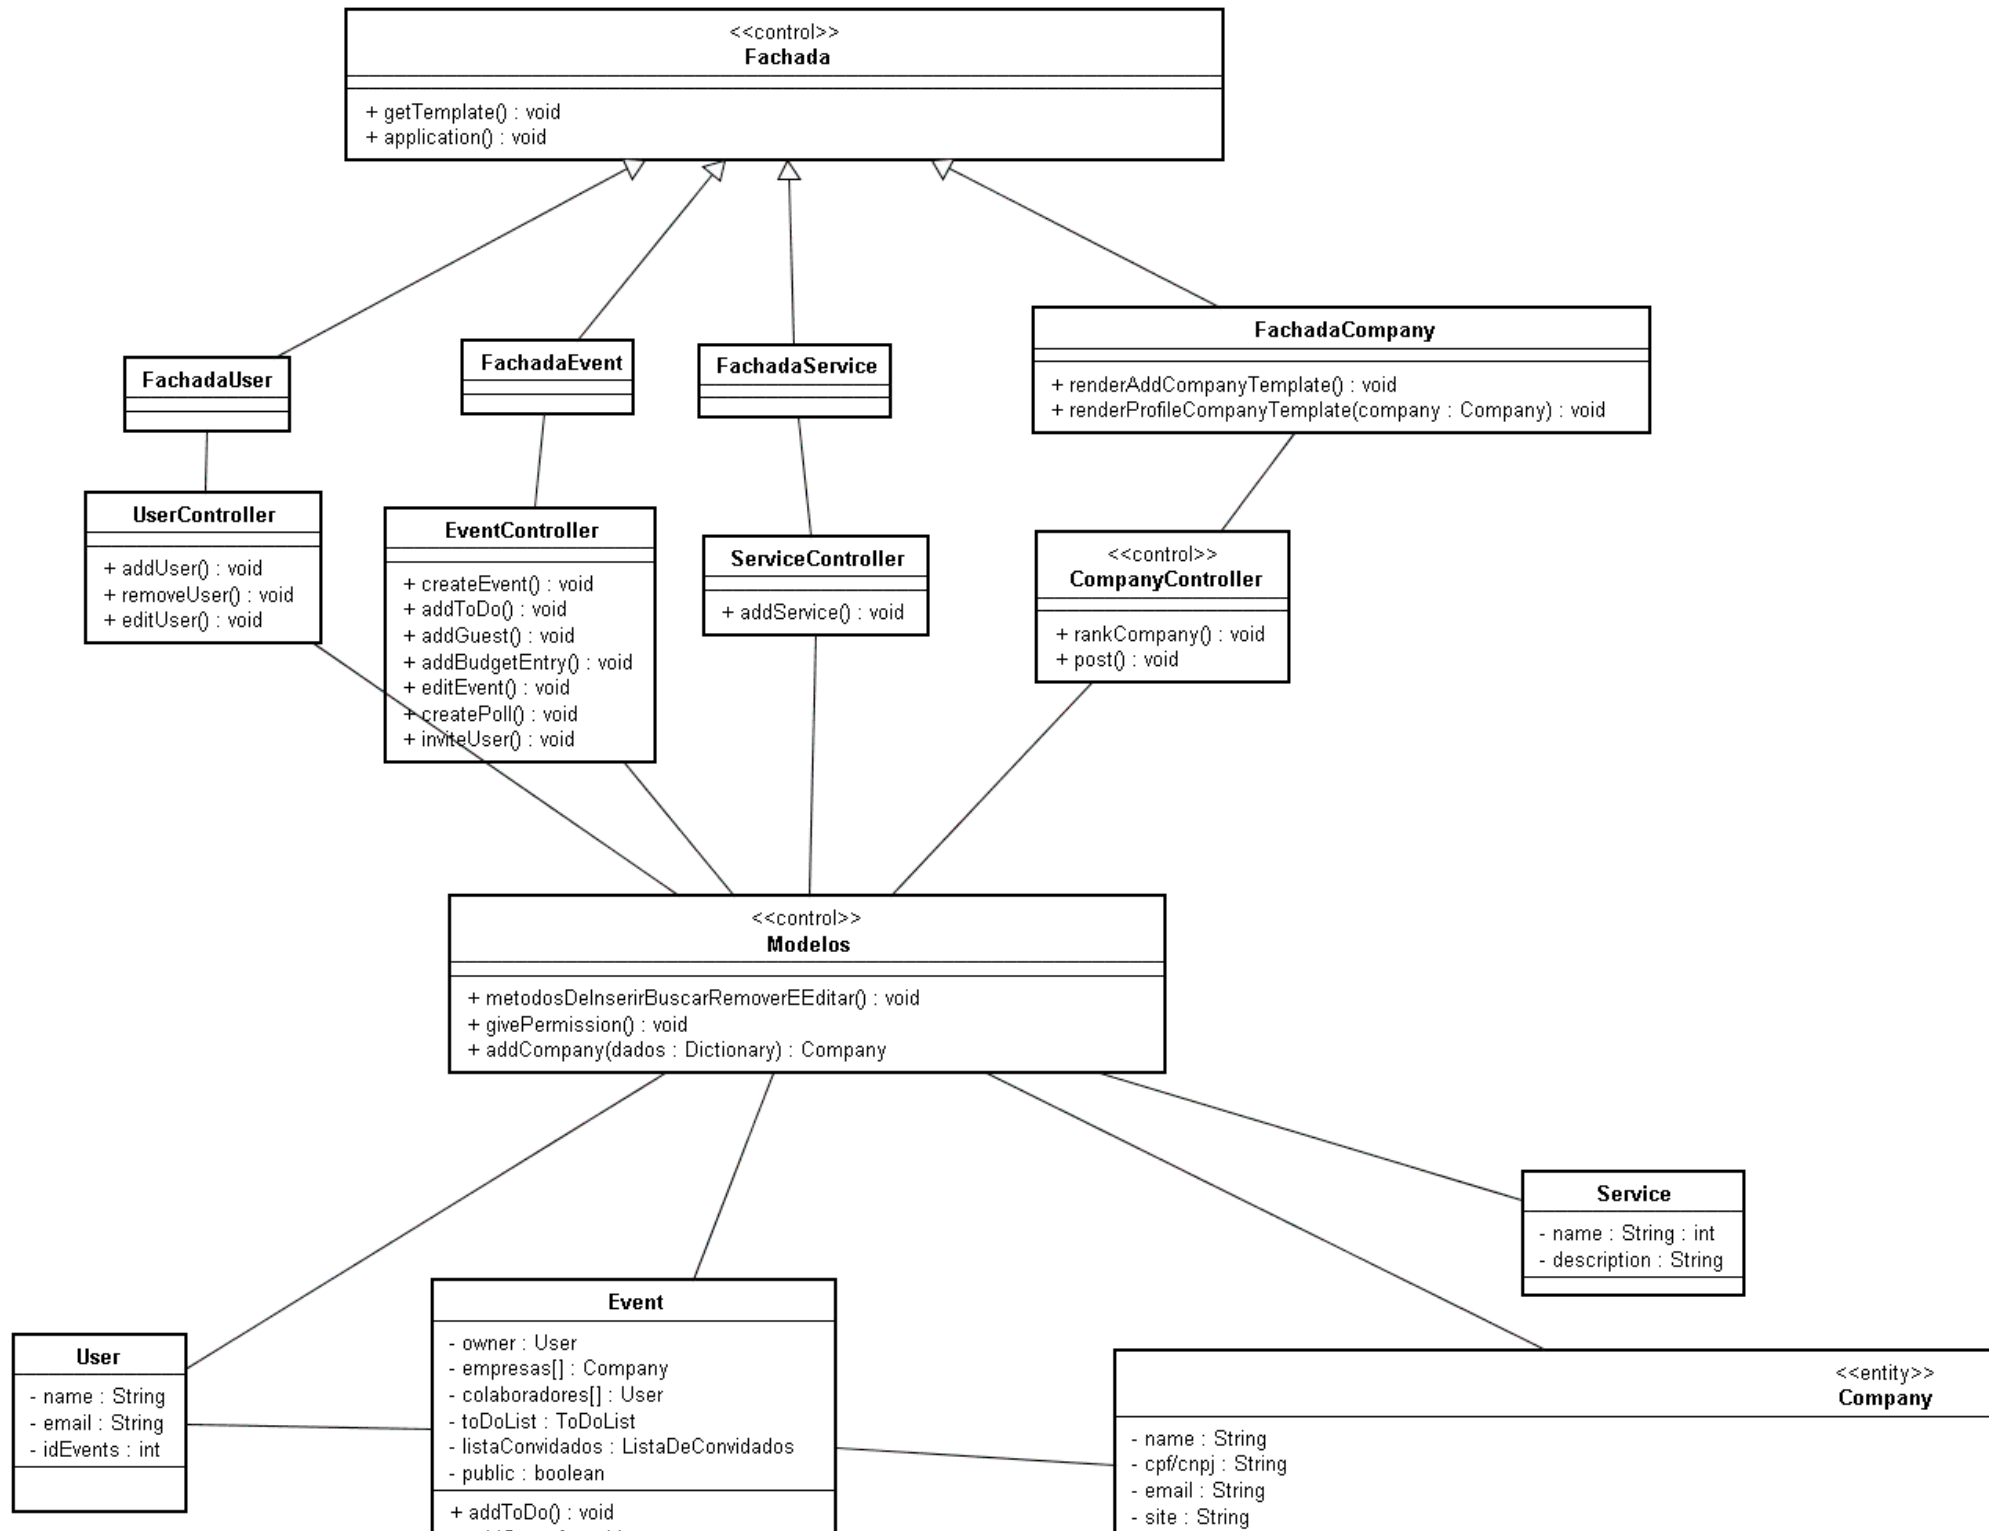 <<control>>
Fachada
+ getTemplate() : void
+ application() : void
FachadaUser
FachadaEvent
FachadaService
FachadaCompany
+ renderAddCompanyTemplate() : void
+ renderProfileCompanyTemplate(company : Company) : void
UserController
+ addUser() : void
+ removeUser() : void
+ editUser() : void
EventController
+ createEvent() : void
+ addToDo() : void
+ addGuest() : void
+ addBudgetEntry() : void
+ editEvent() : void
+ createPoll() : void
+ inviteUser() : void
ServiceController
+ addService() : void
<<control>>
CompanyController
+ rankCompany() : void
+ post() : void
<<control>>
Modelos
+ metodosDeInserirBuscarRemoverEEditar() : void
+ givePermission() : void
+ addCompany(dados : Dictionary) : Company
Service
- name : String : int
- description : String
User
- name : String
- email : String
- idEvents : int
Event
- owner : User
- empresas[] : Company
- colaboradores[] : User
- toDoList : ToDoList
- listaConvidados : ListaDeConvidados
- public : boolean
+ addToDo() : void
<<entity>>
Company
- name : String
- cpf/cnpj : String
- email : String
- site : String